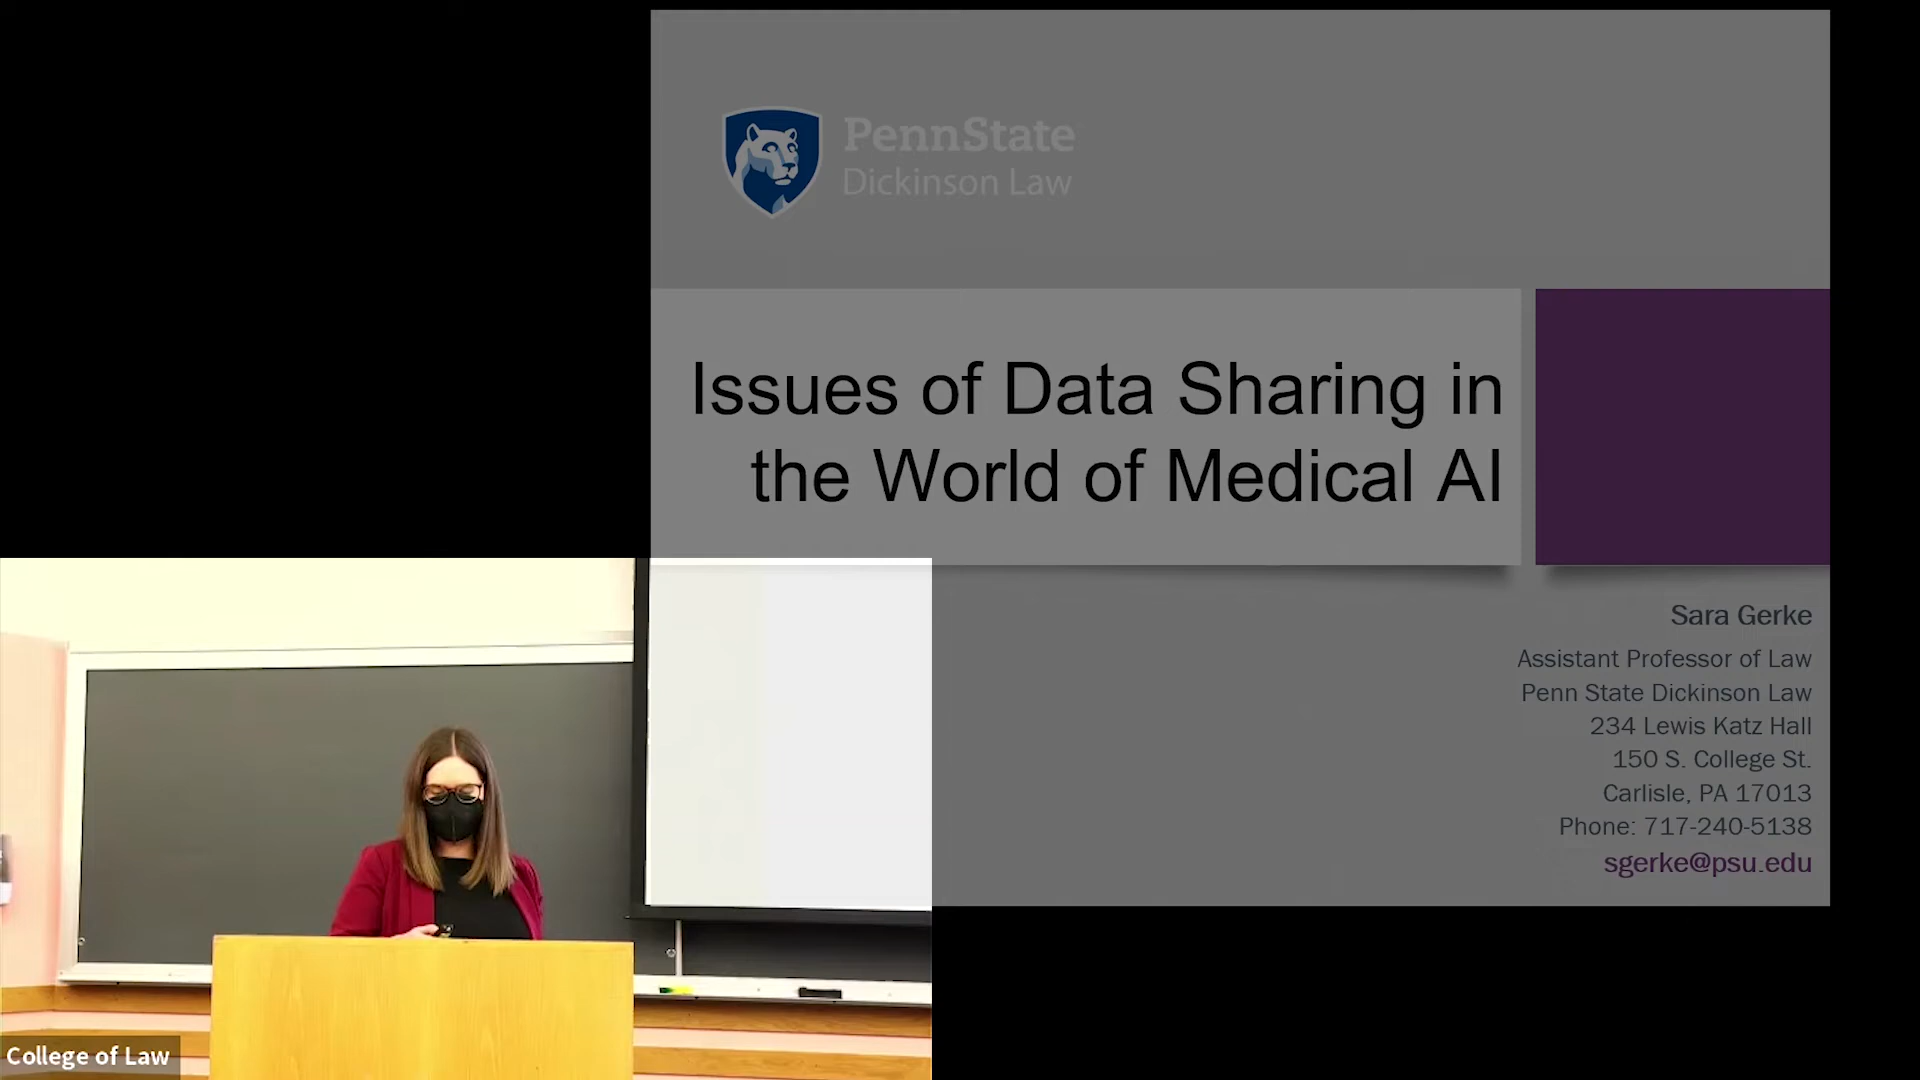 PennState
Dickinson Law
Issues of Data Sharing in
the World of Medical AI
Sara Gerke
Assistant Professor of Law
Penn State Dickinson Law
234 Lewis Katz Hall
150 S. College St.
Carlisle, PA 17013
Phone: 717-240-5138
sgerke@psu.edu
College of Law